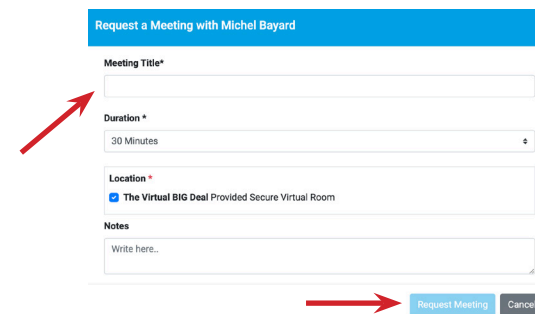 Request a Meeting with Michel Bayard
Meeting Title*
Duration *
30 Minutes
Location *
The Virtual BIG Deal Provided Secure Virtual Room
Notes
Write here..
Request Meeting
Cancel